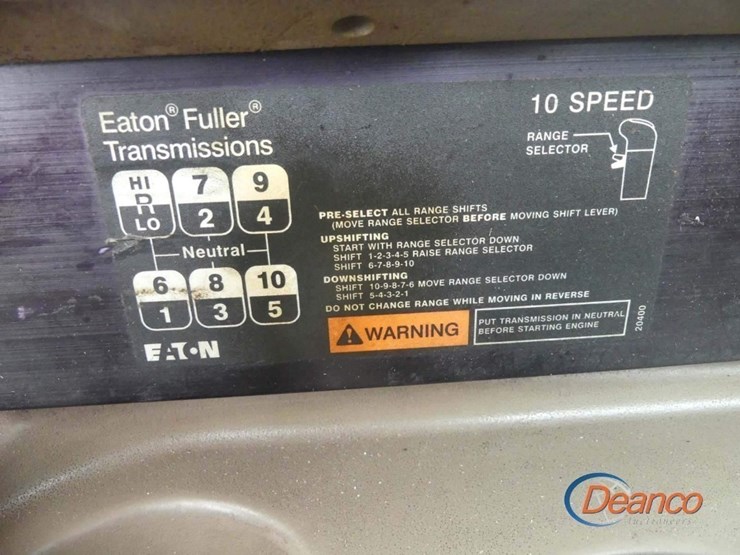 Eaton® Fuller®
Transmissions
10 SPEED
RANGE
SELECTOR
HI 7 9
R
LO 2 4
Neutral
6 8 10
1 3 5
EATON
PRE-SELECT ALL RANGE SHIFTS
(MOVE RANGE SELECTOR BEFORE MOVING SHIFT LEVER)
UPSHIFTING
START WITH RANGE SELECTOR DOWN
SHIFT 1-2-3-4-5 RAISE RANGE SELECTOR
SHIFT 6-7-8-9-10
DOWNSHIFTING
SHIFT 10-9-8-7-6 MOVE RANGE SELECTOR DOWN
SHIFT 5-4-3-2-1
DO NOT CHANGE RANGE WHILE MOVING IN REVERSE
WARNING
PUT TRANSMISSION IN NEUTRAL
BEFORE STARTING ENGINE
20400
Deanco
Auctioneers